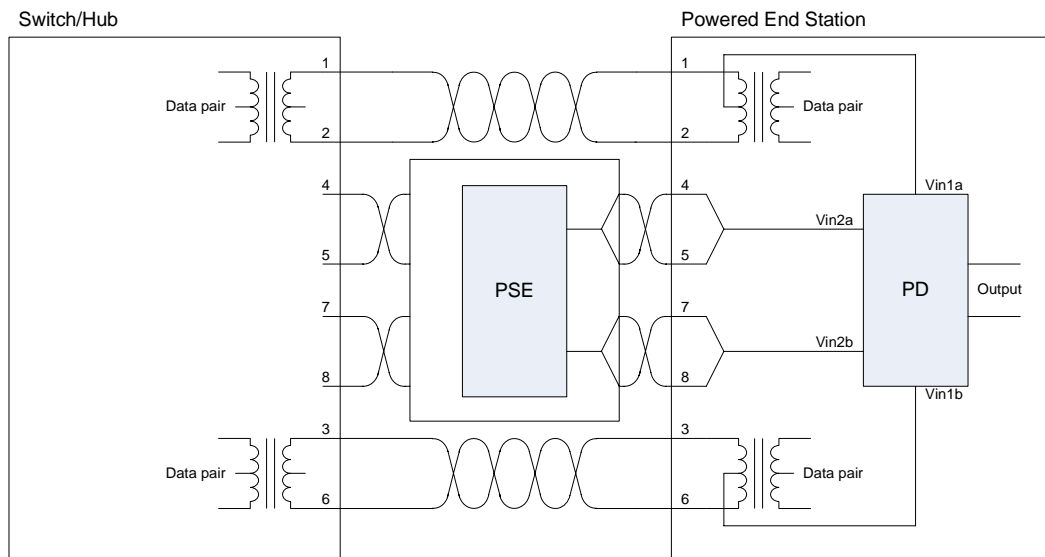 Switch/Hub
Powered End Station
1
1
Data pair
Data pair
2
2
4
4
Vin1a
Vin2a
5
5
PSE
PD
Output
7
7
Vin2b
8
8
Vin1b
3
3
Data pair
Data pair
6
6